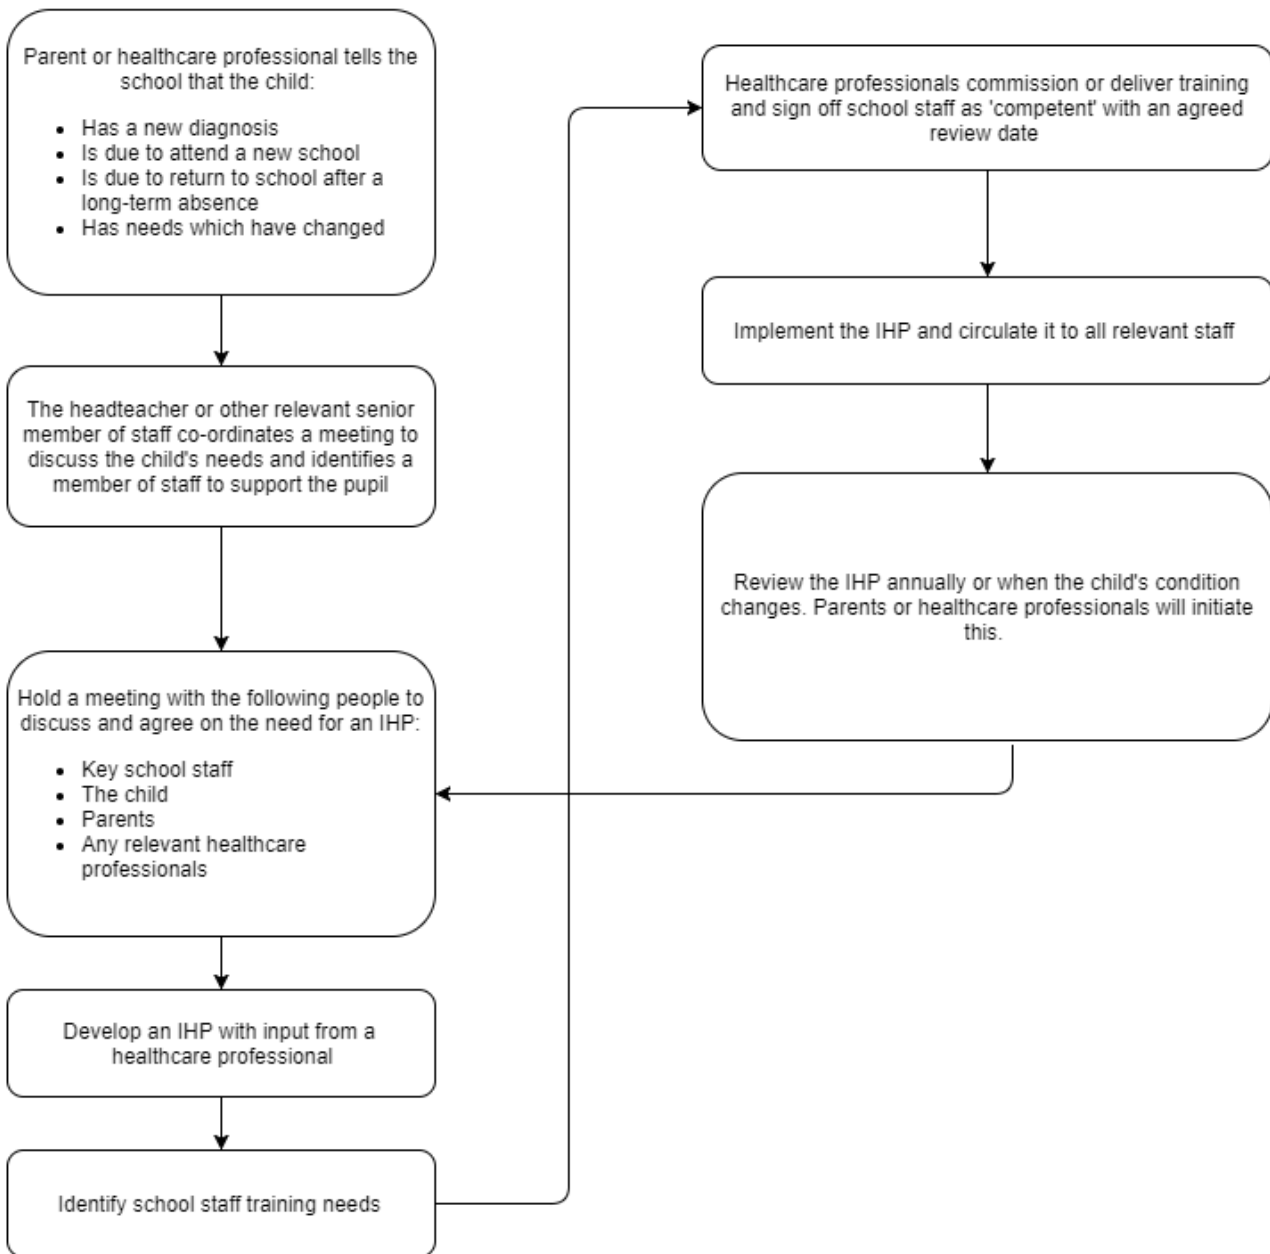 Parent or healthcare professional tells the
school that the child:
• Has a new diagnosis
• Is due to attend a new school
• Is due to return to school after a
long-term absence
• Has needs which have changed
The headteacher or other relevant senior
member of staff co-ordinates a meeting to
discuss the child's needs and identifies a
member of staff to support the pupil
Hold a meeting with the following people to
discuss and agree on the need for an IHP:
• Key school staff
• The child
• Parents
• Any relevant healthcare
professionals
Develop an IHP with input from a
healthcare professional
Identify school staff training needs
Healthcare professionals commission or deliver training
and sign off school staff as 'competent' with an agreed
review date
Implement the IHP and circulate it to all relevant staff
Review the IHP annually or when the child's condition
changes. Parents or healthcare professionals will initiate
this.